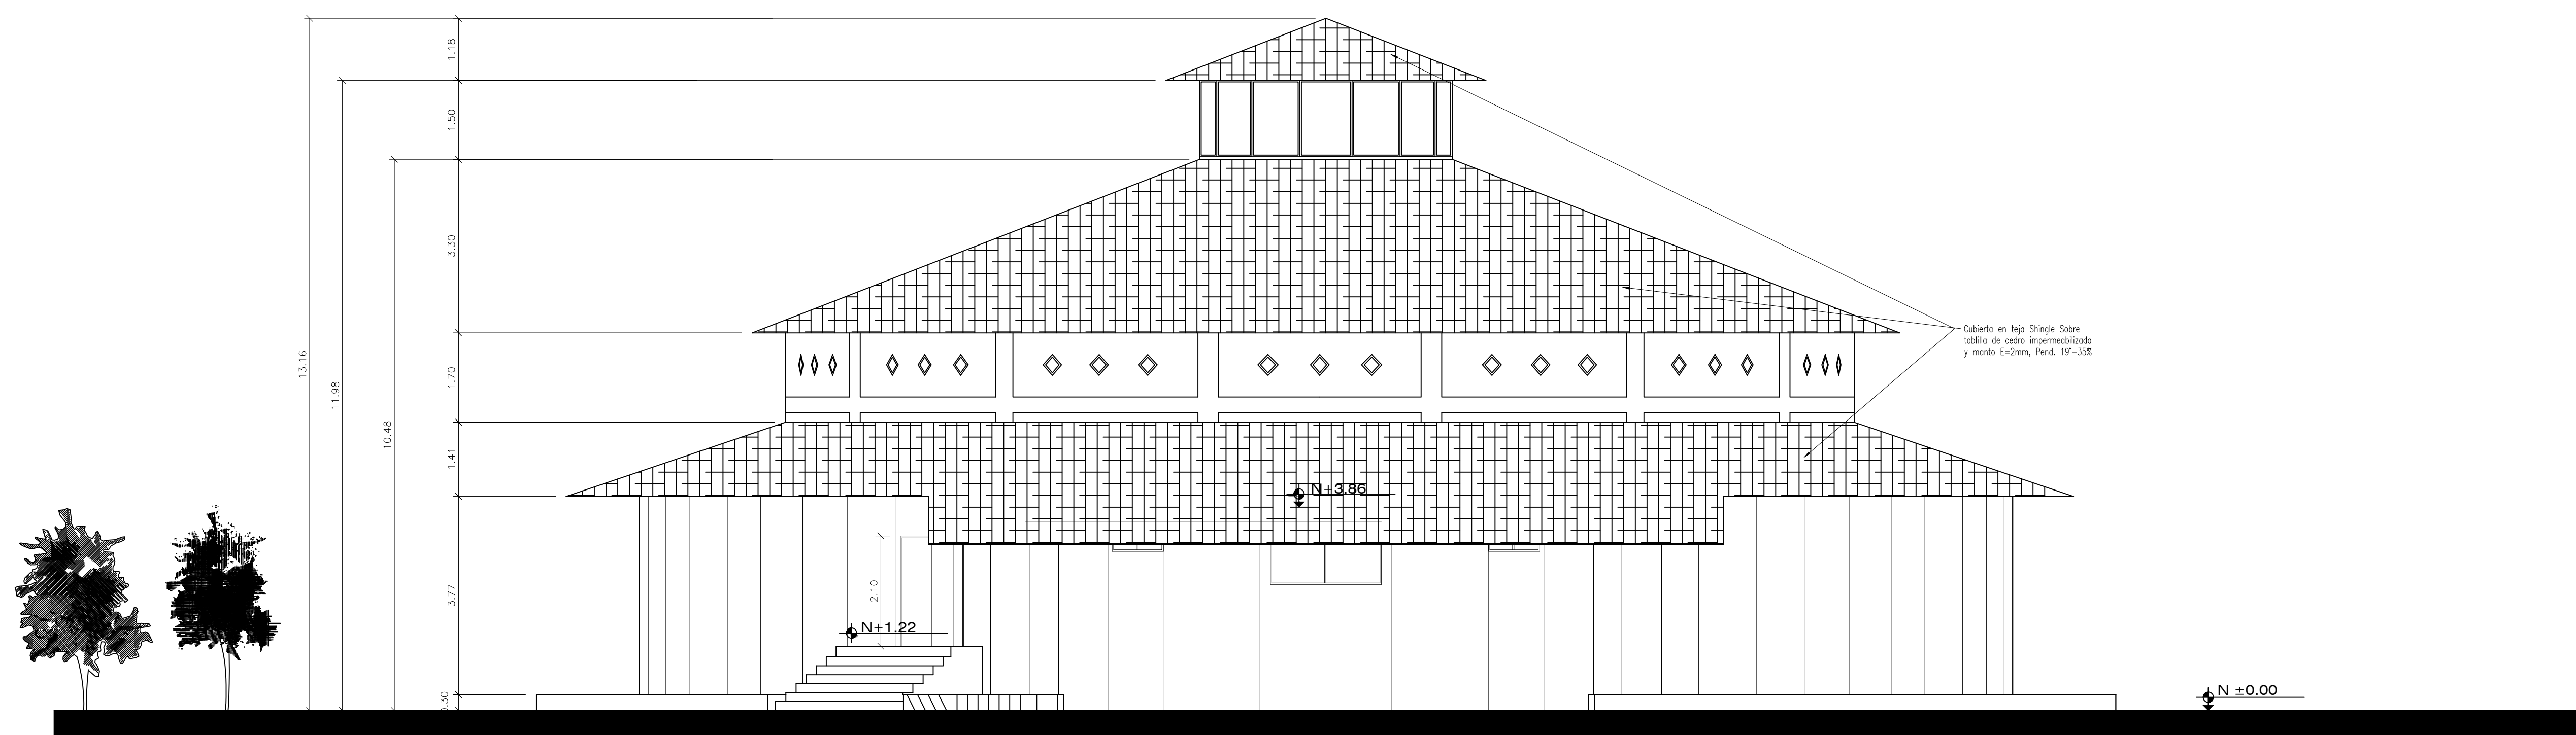 1.18
1.50
3.30
13.16
11.98
10.48
1.70
1.41
3.77
0.30
2.10
N+3.86
N+1.22
N ±0.00
Cubierta en teja Shingle Sobre
tablilla de cedro impermeabilizada
y manto E=2mm, Pend. 19°-35%